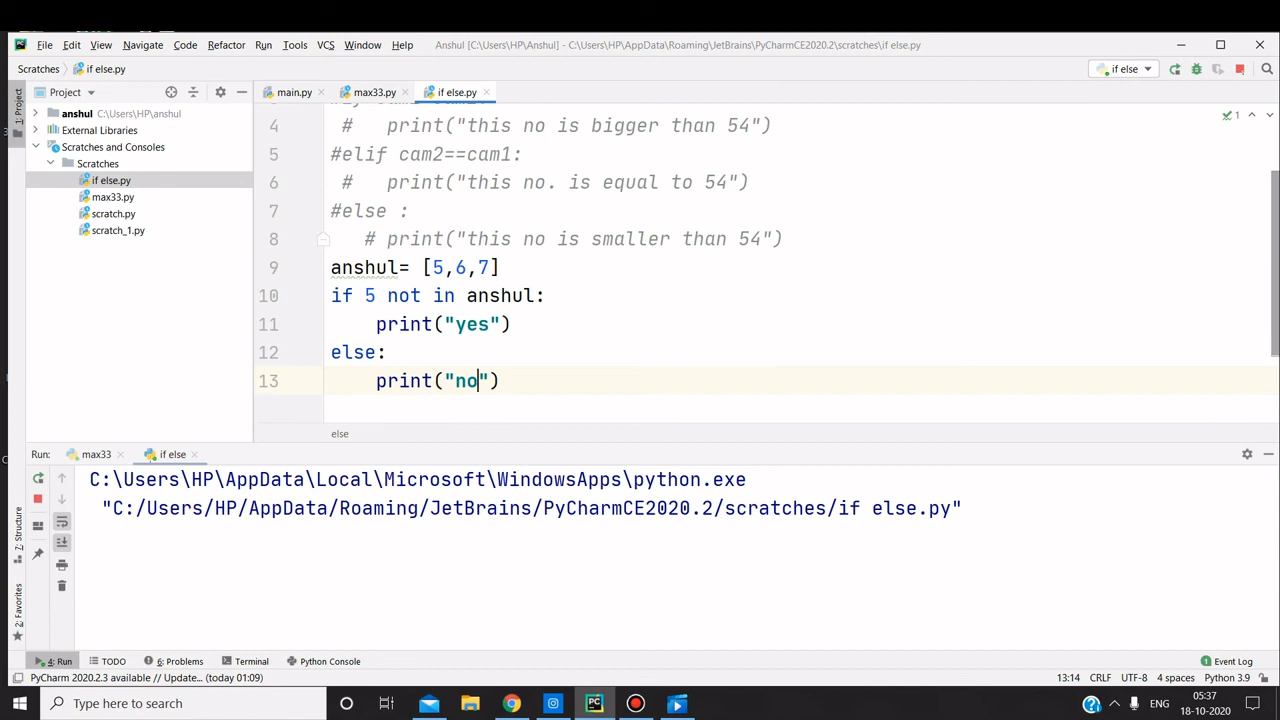 File Edit View Navigate Code Refactor Run Tools VCS Window Help Anshul [C:\Users\HP\Anshul] - C:\Users\HP\AppData\Roaming\JetBrains\PyCharmCE2020.2\scratches\if else.py
Scratches if else.py if else
Project main.py max33.py if else.py
1: Project
anshul C:\Users\HP\anshul
External Libraries
Scratches and Consoles
Scratches
if else.py
max33.py
scratch.py
scratch_1.py
1
4 # print("this no is bigger than 54")
5 #elif cam2==cam1:
6 # print("this no. is equal to 54")
7 #else :
8 # print("this no is smaller than 54")
9 anshul= [5,6,7]
10 if 5 not in anshul:
11 print("yes")
12 else:
13 print("no")
else
Run: max33 if else
C:\Users\HP\AppData\Local\Microsoft\WindowsApps\python.exe
"C:/Users/HP/AppData/Roaming/JetBrains/PyCharmCE2020.2/scratches/if else.py"
7: Structure
2: Favorites
4: Run TODO 6: Problems Terminal Python Console 1 Event Log
PyCharm 2020.2.3 available // Update... (today 01:09) 13:14 CRLF UTF-8 4 spaces Python 3.9
Type here to search PC ENG 05:37
18-10-2020